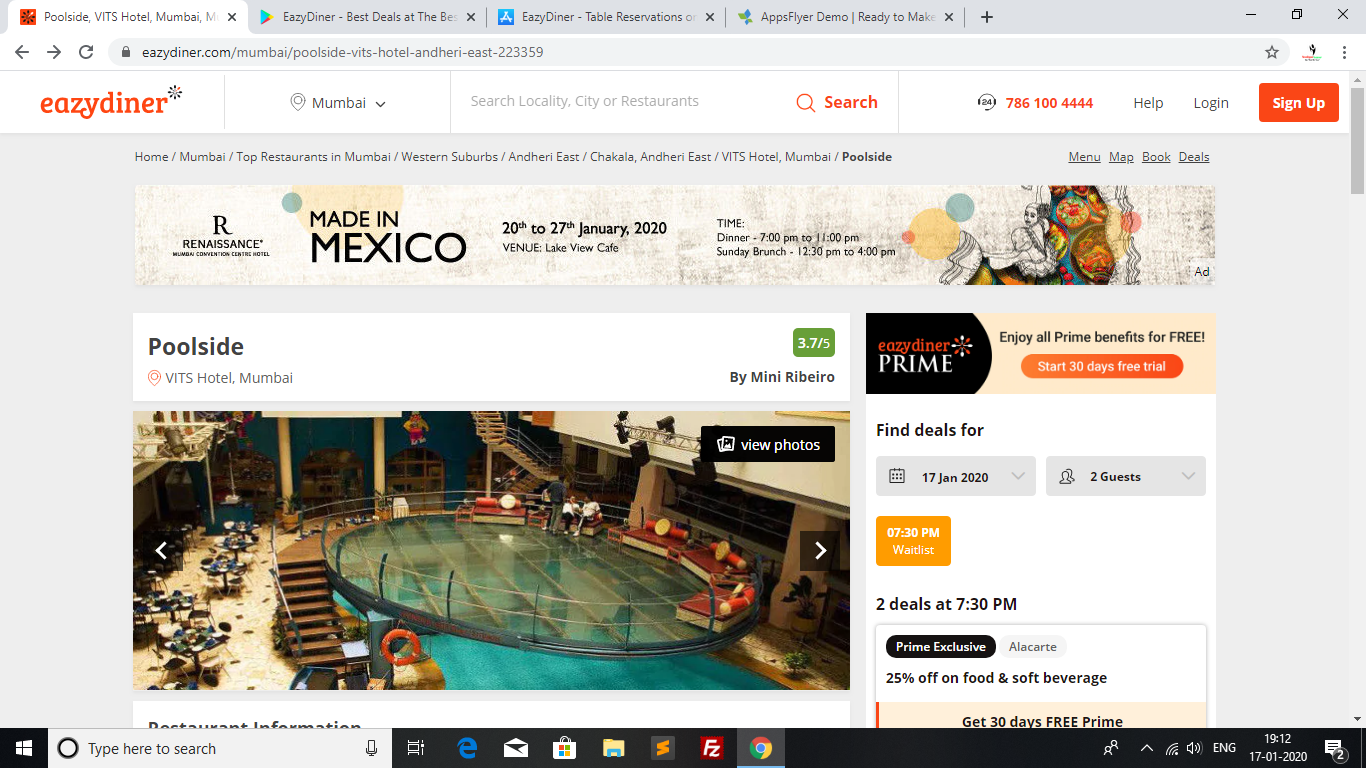 Poolside, VITS Hotel, Mumbai, M
EazyDiner - Best Deals at The Bes
EazyDiner - Table Reservations or
AppsFlyer Demo | Ready to Make
eazydiner.com/mumbai/poolside-vits-hotel-andheri-east-223359
eazydiner
Mumbai
Search Locality, City or Restaurants
Search
24
786 100 4444
Help
Login
Sign Up
Home / Mumbai / Top Restaurants in Mumbai / Western Suburbs / Andheri East / Chakala, Andheri East / VITS Hotel, Mumbai / Poolside
Menu Map Book Deals
R
RENAISSANCE®
MUMBAI CONVENTION CENTRE HOTEL
MADE IN
MEXICO
20th to 27th January, 2020
VENUE: Lake View Cafe
TIME:
Dinner - 7:00 pm to 11:00 pm
Sunday Brunch - 12:30 pm to 4:00 pm
Ad
Poolside
3.7/5
VITS Hotel, Mumbai
By Mini Ribeiro
view photos
eazydiner
PRIME
Enjoy all Prime benefits for FREE!
Start 30 days free trial
Find deals for
17 Jan 2020
2 Guests
07:30 PM
Waitlist
2 deals at 7:30 PM
Prime Exclusive
Alacarte
25% off on food & soft beverage
Get 30 days FREE Prime
Restaurant Information
Type here to search
ENG
19:12
17-01-2020
2